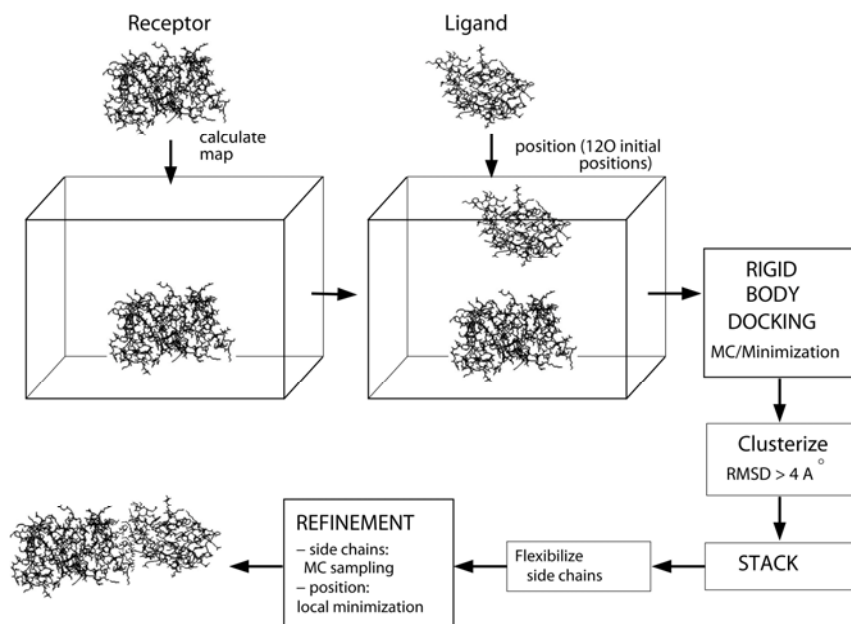 Receptor
Ligand
calculate
map
position (12O initial
positions)
RIGID
BODY
DOCKING
MC/Minimization
Clusterize
RMSD > 4 A°
STACK
Flexibilize
side chains
REFINEMENT
– side chains:
MC sampling
– position:
local minimization